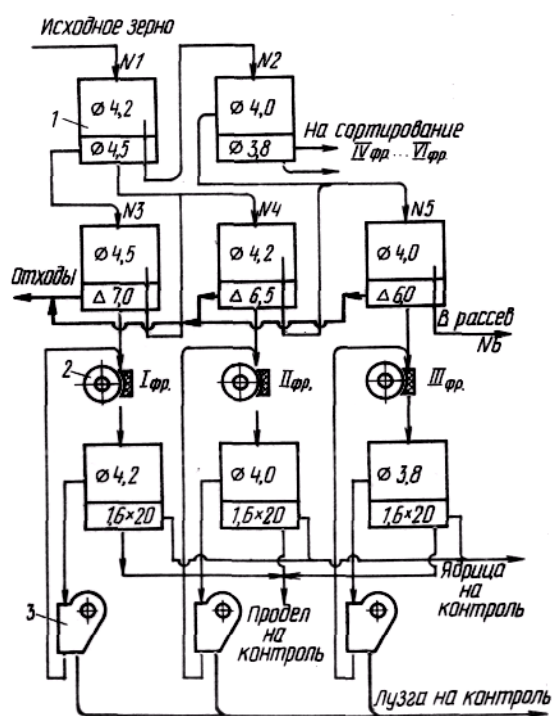 Исходное зерно
N1
N2
1
⌀ 4,2
⌀ 4,5
⌀ 4,0
⌀ 3,8
На сортирование
IV фр. ... VI фр.
N3
N4
N5
⌀ 4,5
Δ 7,0
⌀ 4,2
Δ 6,5
⌀ 4,0
Δ 6,0
Отходы
В рассев
N6
2
I фр.
II фр.
III фр.
⌀ 4,2
1,6×20
⌀ 4,0
1,6×20
⌀ 3,8
1,6×20
Ядрица
на
контроль
3
Продел
на
контроль
Лузга на контроль